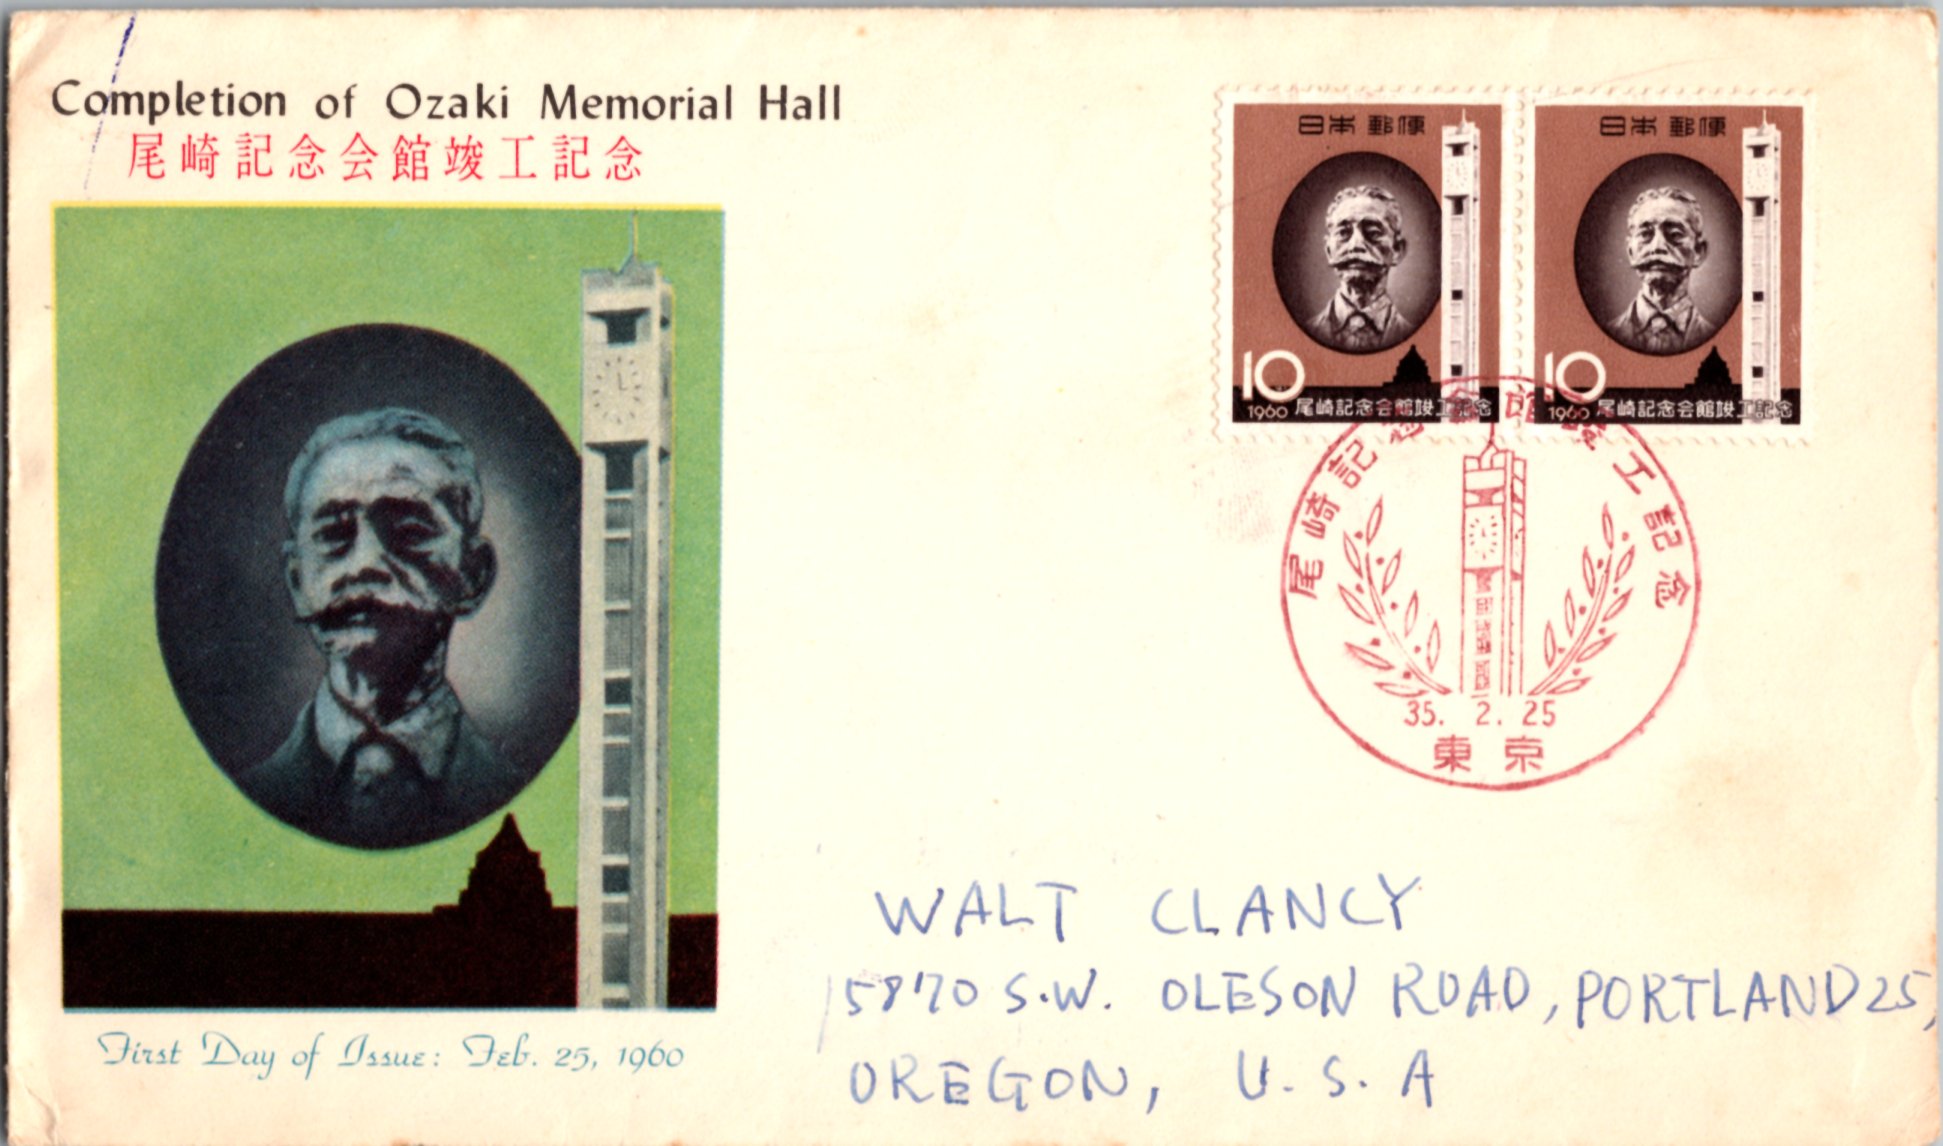 Completion of Ozaki Memorial Hall
尾崎記念会館竣工記念
First Day of Issue: Feb. 25, 1960
日本郵便
10
1960 尾崎記念会館竣工記念
日本郵便
10
1960 尾崎記念会館竣工記念
尾崎記念会館竣工記念
35. 2. 25
東京
WALT CLANCY
5870 S.W. OLESON ROAD, PORTLAND 25,
OREGON, U. S. A